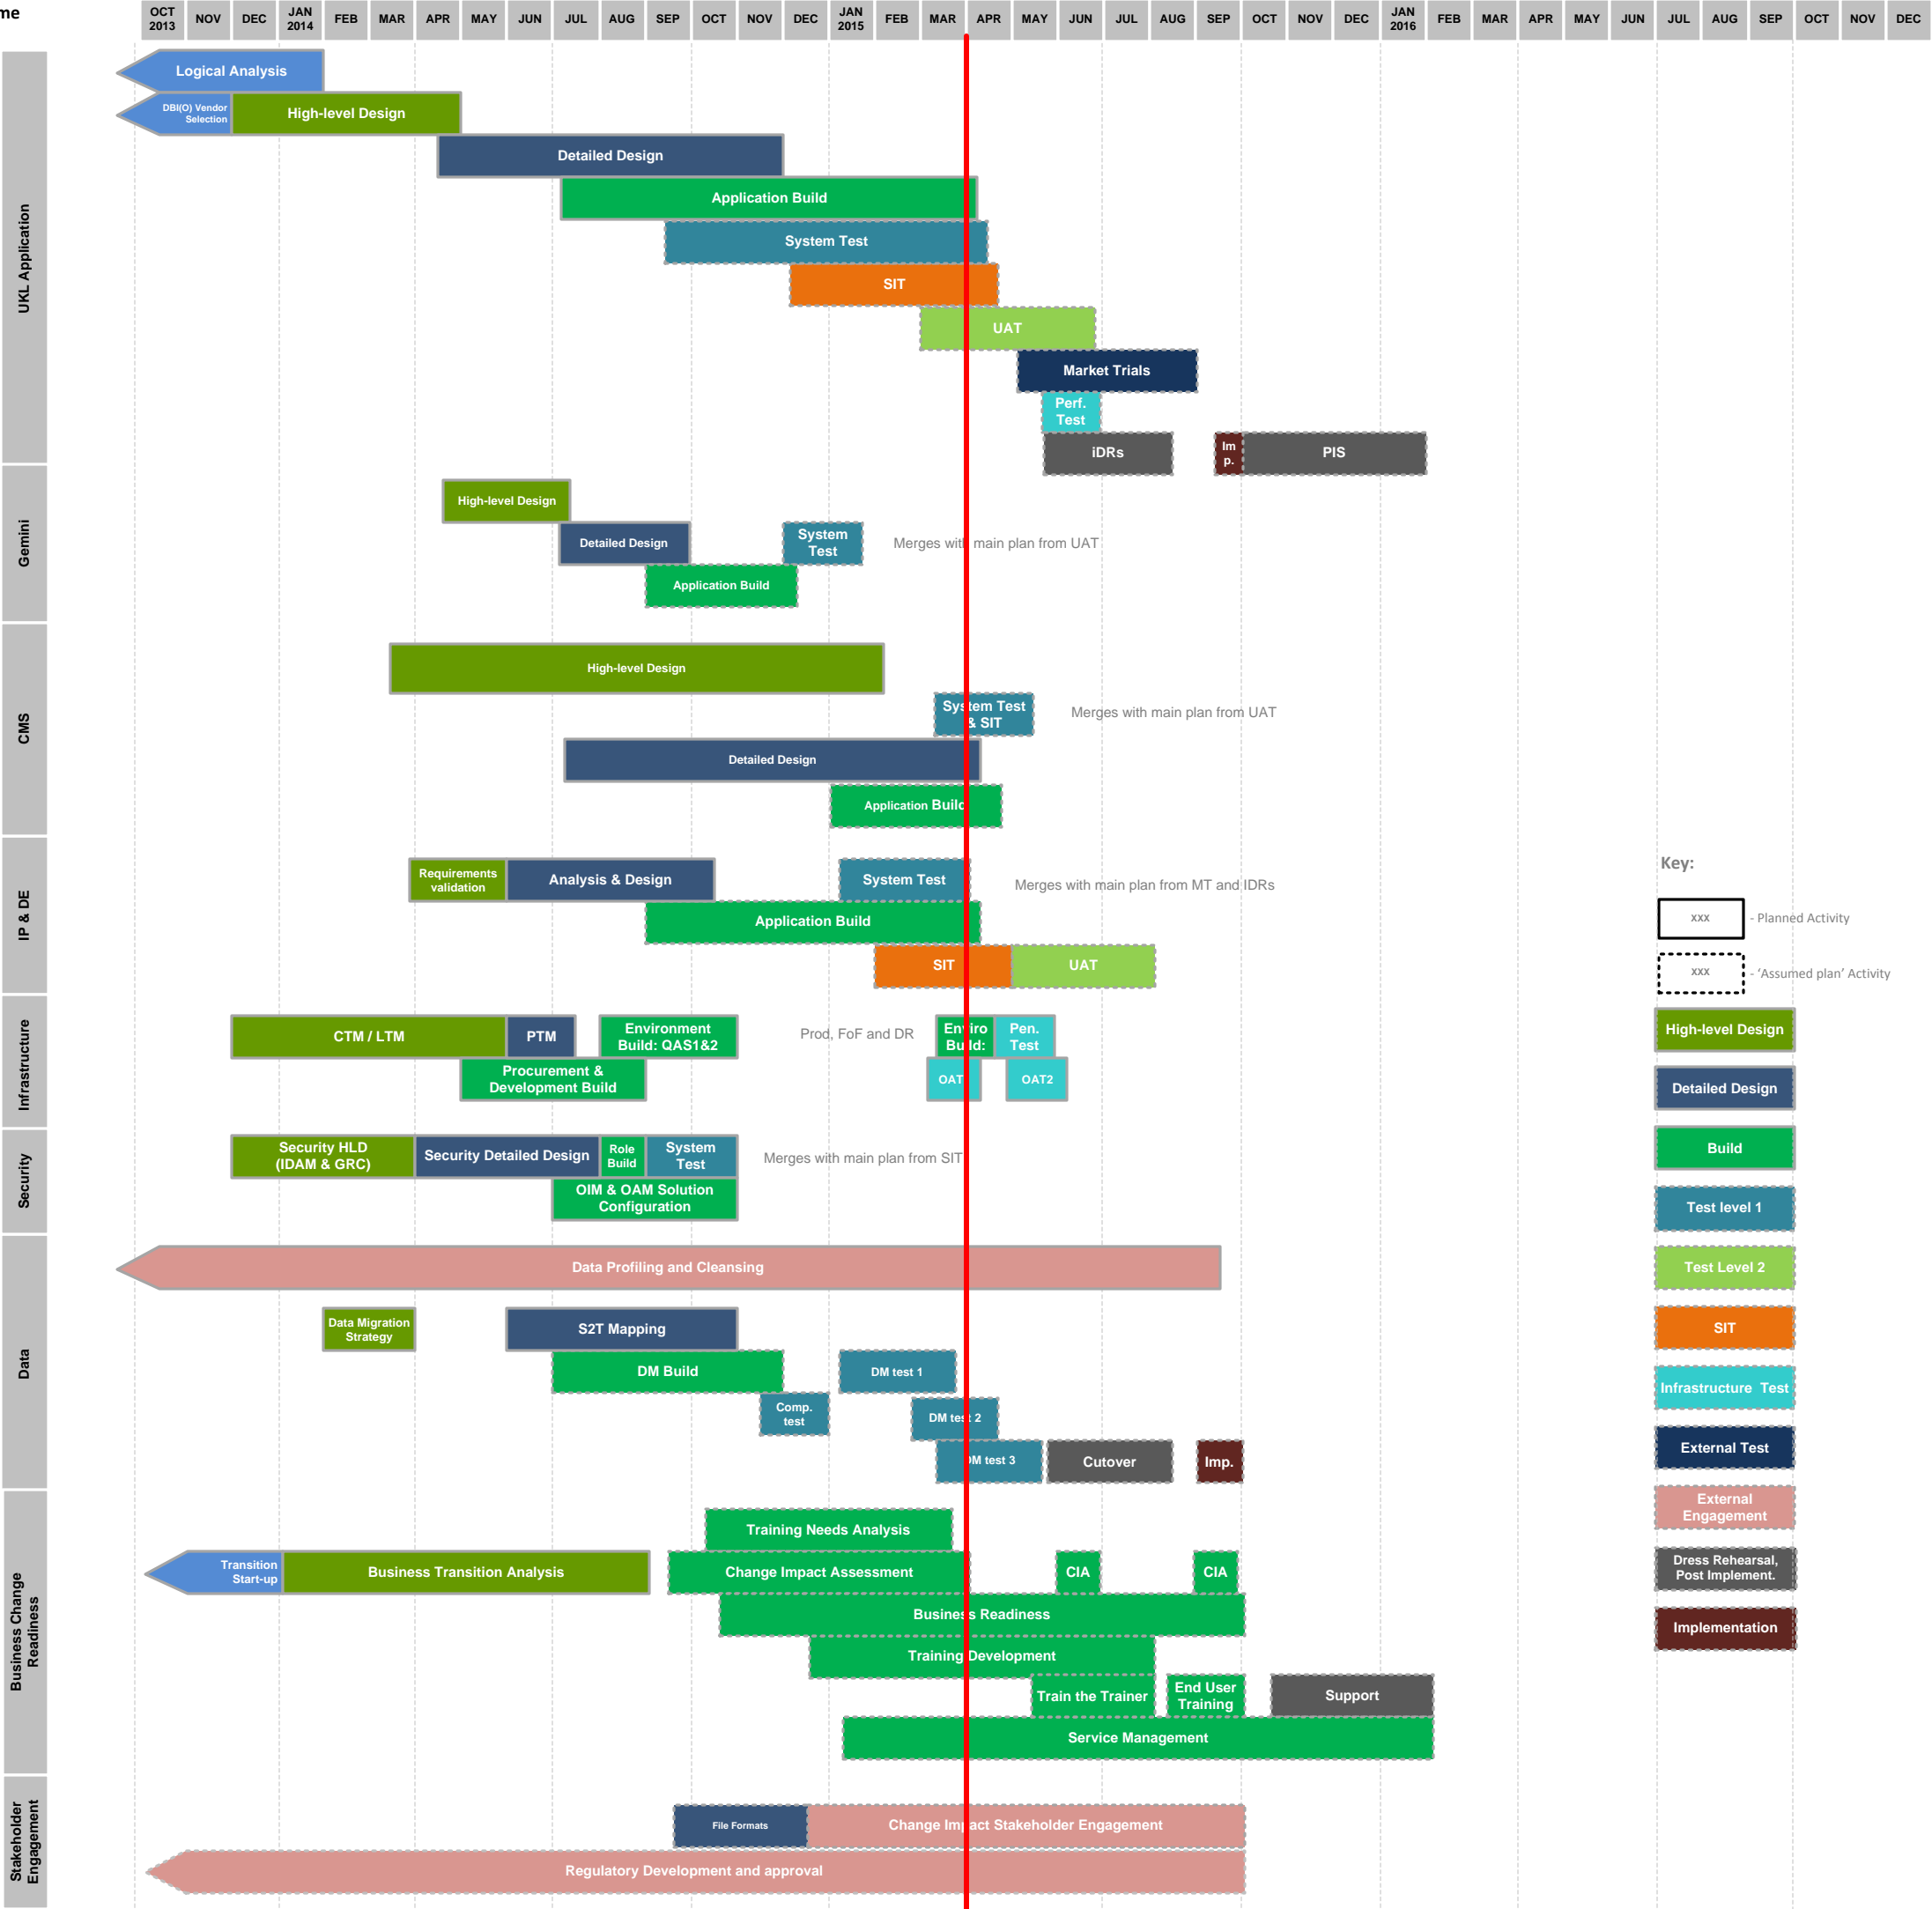 me
OCT
2013
NOV
DEC
JAN
2014
FEB
MAR
APR
MAY
JUN
JUL
AUG
SEP
OCT
NOV
DEC
JAN
2015
FEB
MAR
APR
MAY
JUN
JUL
AUG
SEP
OCT
NOV
DEC
JAN
2016
FEB
MAR
APR
MAY
JUN
JUL
AUG
SEP
OCT
NOV
DEC
UKL Application
Logical Analysis
DBI(O) Vendor
Selection
High-level Design
Detailed Design
Application Build
System Test
SIT
UAT
Market Trials
Perf.
Test
iDRs
Im
p.
PIS
Gemini
High-level Design
Detailed Design
System
Test
Merges with main plan from UAT
Application Build
CMS
High-level Design
System Test
& SIT
Merges with main plan from UAT
Detailed Design
Application Build
IP & DE
Requirements
validation
Analysis & Design
System Test
Merges with main plan from MT and IDRs
Application Build
SIT
UAT
Infrastructure
CTM / LTM
PTM
Environment
Build: QAS1&2
Prod, FoF and DR
Enviro
Build:
Pen.
Test
Procurement &
Development Build
OAT
OAT2
Security
Security HLD
(IDAM & GRC)
Security Detailed Design
Role
Build
System
Test
Merges with main plan from SIT
OIM & OAM Solution
Configuration
Data
Data Profiling and Cleansing
Data Migration
Strategy
S2T Mapping
DM Build
DM test 1
Comp.
test
DM test 2
DM test 3
Cutover
Imp.
Business Change
Readiness
Training Needs Analysis
Transition
Start-up
Business Transition Analysis
Change Impact Assessment
CIA
CIA
Business Readiness
Training Development
Train the Trainer
End User
Training
Support
Service Management
Stakeholder
Engagement
File Formats
Change Impact Stakeholder Engagement
Regulatory Development and approval
Key:
xxx
- Planned Activity
xxx
- ‘Assumed plan’ Activity
High-level Design
Detailed Design
Build
Test level 1
Test Level 2
SIT
Infrastructure Test
External Test
External
Engagement
Dress Rehearsal,
Post Implement.
Implementation